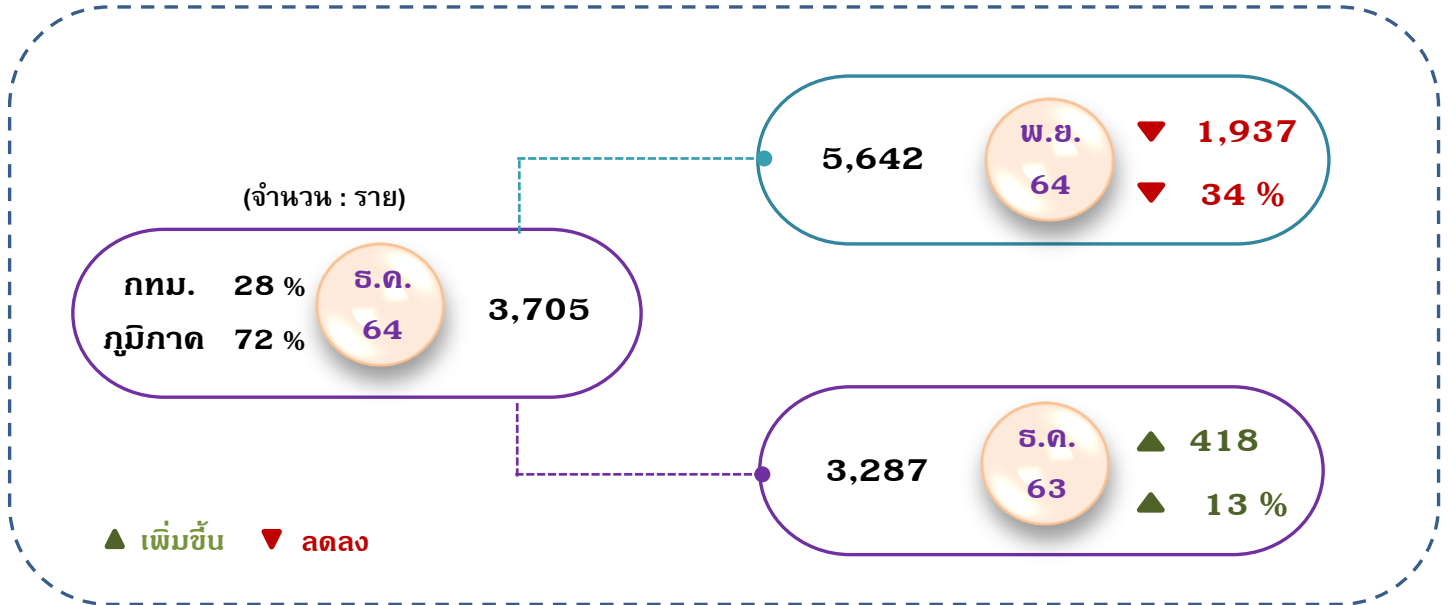 (จำนวน : ราย)
กทม. 28 %
ภูมิภาค 72 %
ธ.ค.
64
3,705
5,642
พ.ย.
64
1,937
34 %
3,287
ธ.ค.
63
418
13 %
เพิ่มขึ้น ลดลง